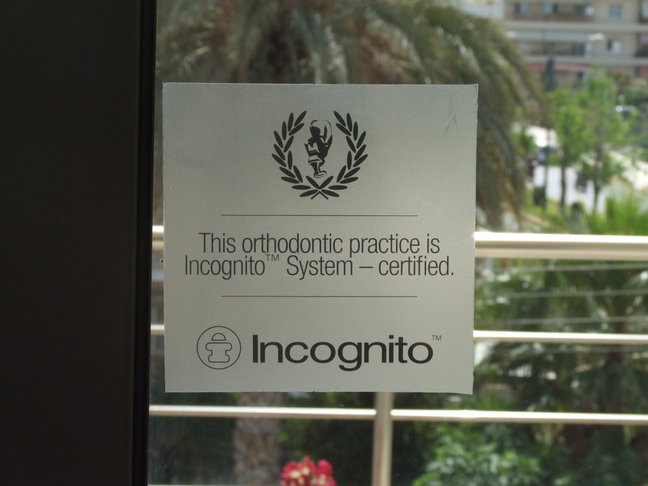 This orthodontic practice is
Incognito™ System – certified.
Incognito™